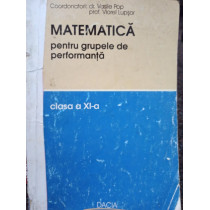 Coordonatori: dr. Vasile Pop
prof. Viorel Lupşor
MATEMATICĂ
pentru grupele de
performanţă
clasa a XI-a
DACIA